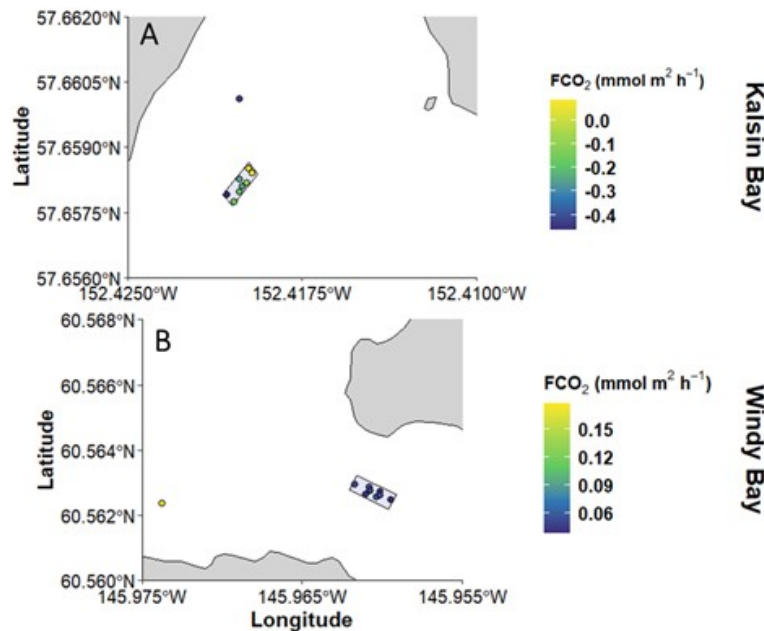 A
57.6620°N
57.6605°N
57.6590°N
57.6575°N
57.6560°N
Latitude
152.4250°W 152.4175°W 152.4100°W
FCO₂ (mmol m² h⁻¹)
0.0
-0.1
-0.2
-0.3
-0.4
Kalsin Bay
B
60.568°N
60.566°N
60.564°N
60.562°N
60.560°N
Latitude
145.975°W 145.965°W 145.955°W
Longitude
FCO₂ (mmol m² h⁻¹)
0.15
0.12
0.09
0.06
Windy Bay